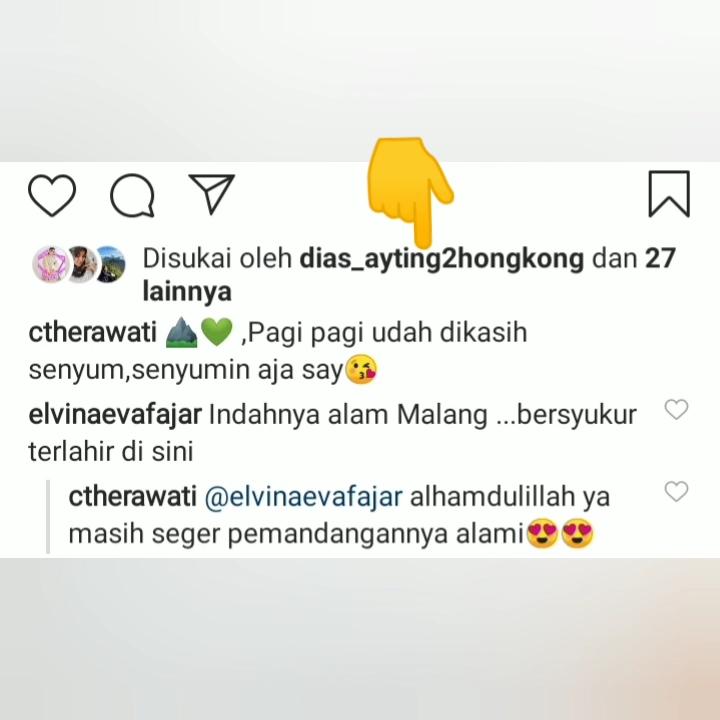 Disukai oleh dias_ayting2hongkong dan 27
lainnya
ctherawati ⛰️💚 ,Pagi pagi udah dikasih
senyum,senyumin aja say😘
elvinaevafajar Indahnya alam Malang ...bersyukur
terlahir di sini
ctherawati @elvinaevafajar alhamdulillah ya
masih seger pemandangannya alami😍😍